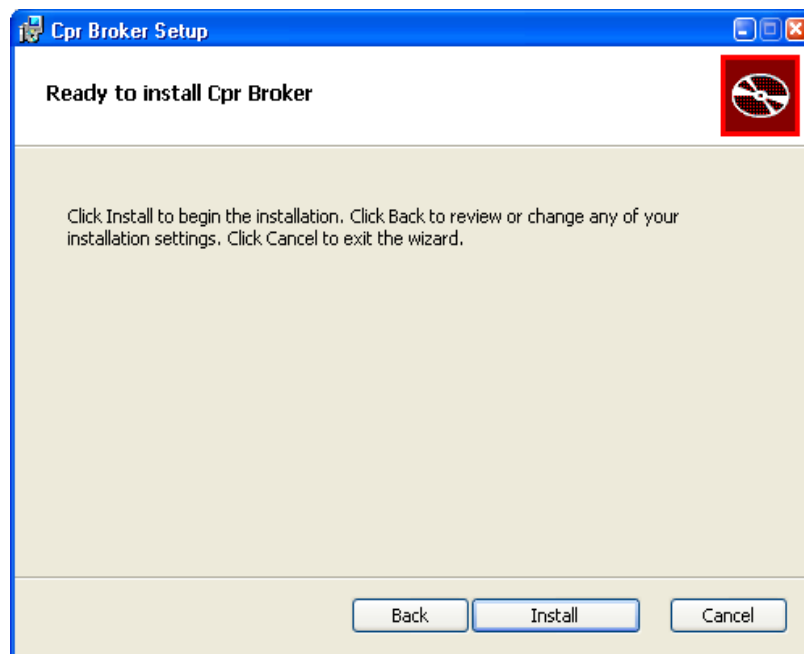 Cpr Broker Setup
Ready to install Cpr Broker
Click Install to begin the installation. Click Back to review or change any of your
installation settings. Click Cancel to exit the wizard.
Back Install Cancel